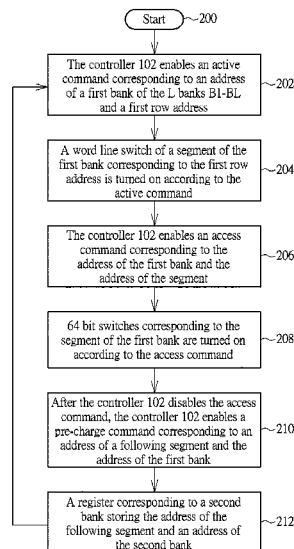 Start
200
The controller 102 enables an active
command corresponding to an address
of a first bank of the L banks B1-BL
and a first row address
202
A word line switch of a segment of the
first bank corresponding to the first row
address is turned on according to the
active command
204
The controller 102 enables an access
command corresponding to the
address of the first bank and the
address of the segment
206
64 bit switches corresponding to the
segment of the first bank are turned on
according to the access command
208
After the controller 102 disables the access
command, the controller 102 enables a
pre-charge command corresponding to an
address of a following segment and the
address of the first bank
210
A register corresponding to a second
bank storing the address of the
following segment and an address of
the second bank
212